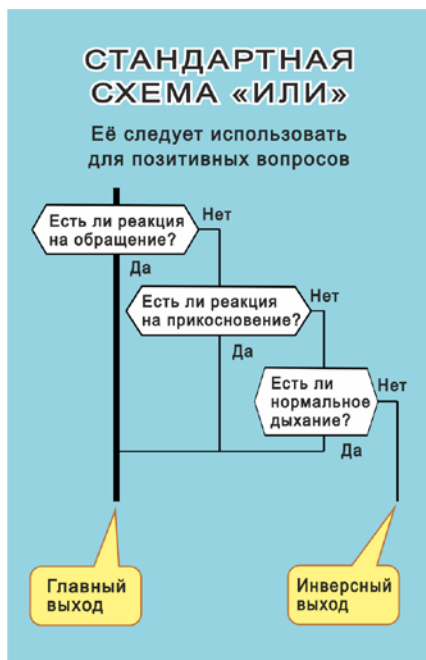 СТАНДАРТНАЯ
СХЕМА «ИЛИ»
Её следует использовать
для позитивных вопросов
Есть ли реакция
на обращение?
Нет
Да
Есть ли реакция
на прикосновение?
Нет
Да
Есть ли
нормальное
дыхание?
Нет
Да
Главный
выход
Инверсный
выход